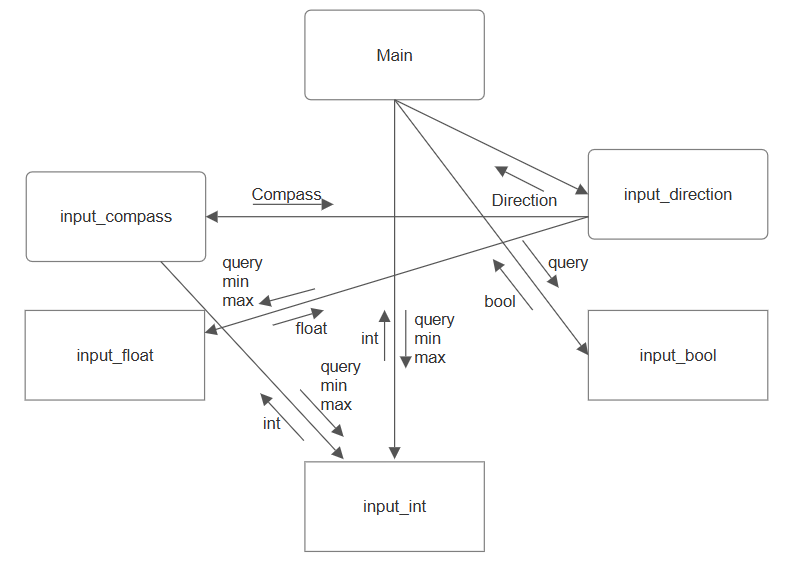 Main
Compass
Direction
input_direction
input_compass
query
min
max
float
query
bool
int
query
min
max
input_float
input_bool
query
min
max
int
input_int